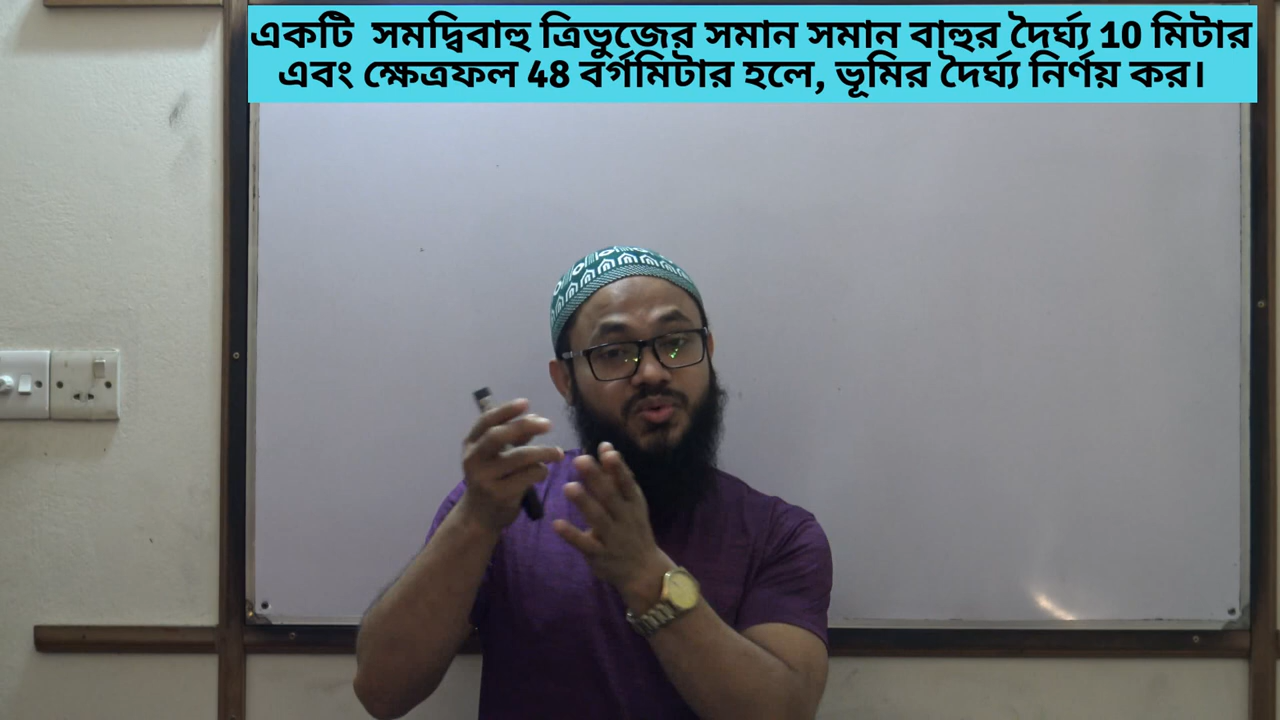 একটি সমদ্বিবাহু ত্রিভুজের সমান সমান বাহুর দৈর্ঘ্য 10 মিটার
এবং ক্ষেত্রফল 48 বর্গমিটার হলে, ভূমির দৈর্ঘ্য নির্ণয় কর।